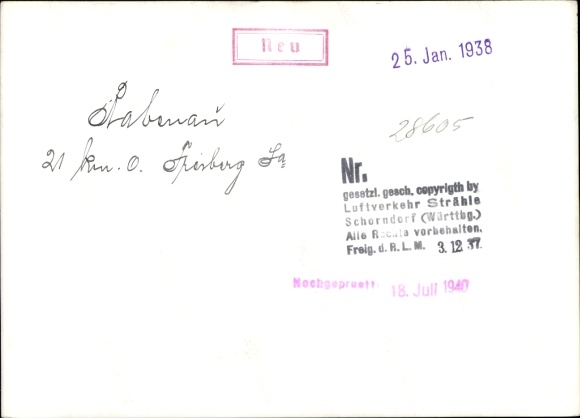 Neu
25. Jan. 1938
Rabenau
28605
21 km. O. Freiberg Sa
Nr.
gesetzl. gesch. copyrigth by
Luftverkehr Strähle
Schorndorf (Württbg.)
Alle Rechte vorbehalten.
Freig. d. R. L. M. 3. 12 37
Nachgeprueft: 18. Juli 1940